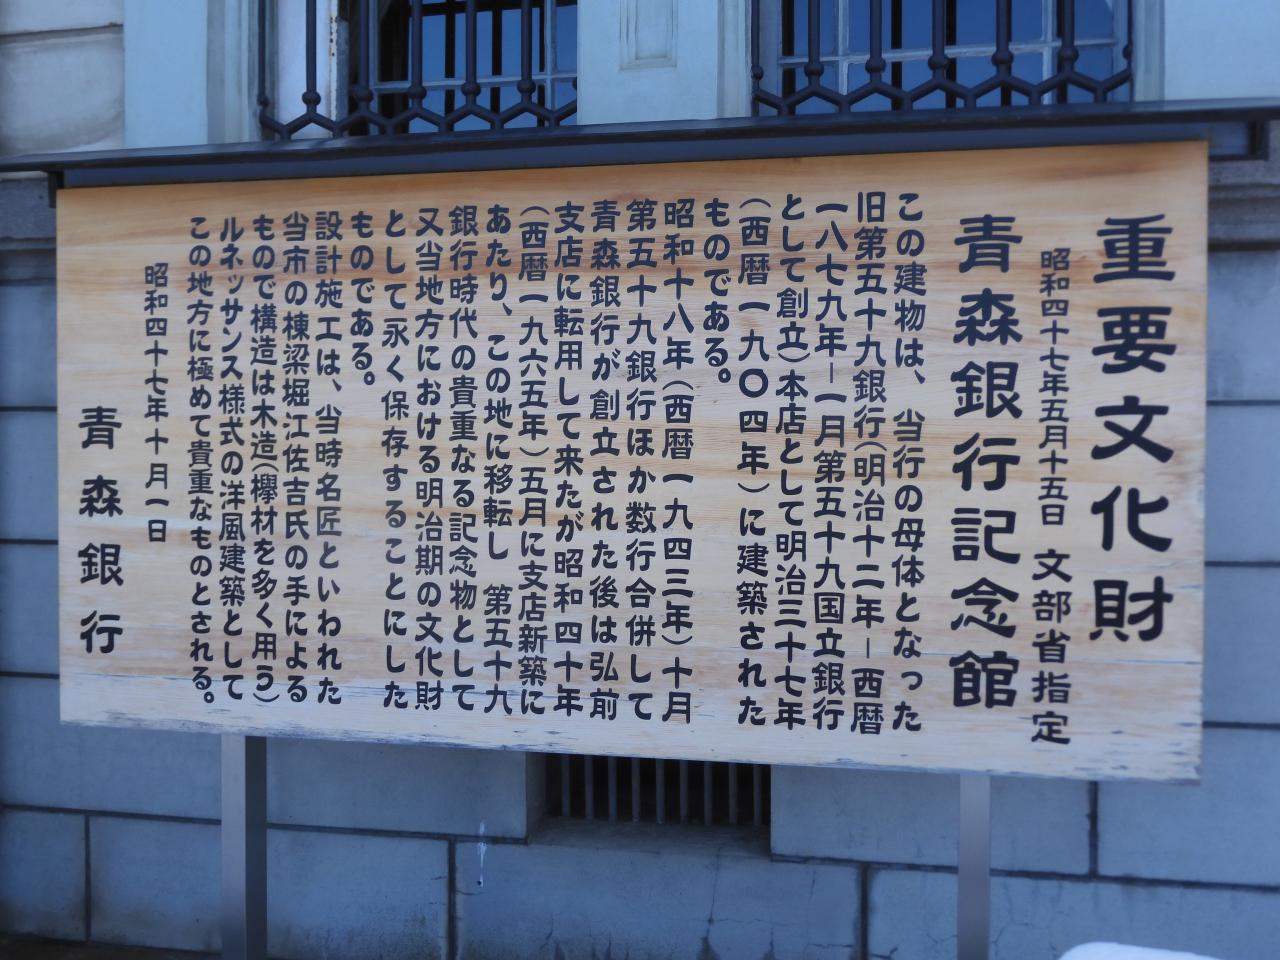 重要文化財
昭和四十七年五月十五日 文部省指定
青森銀行記念館
この建物は、当行の母体となった
旧第五十九銀行(明治十二年－西暦
一八七九年－一月第五十九国立銀行
として創立)本店として明治三十七年
(西暦一九〇四年)に建築された
ものである。
昭和十八年(西暦一九四三年)十月
第五十九銀行ほか数行合併して
青森銀行が創立された後は弘前
支店に転用して来たが昭和四十年
(西暦一九六五年)五月に支店新築に
あたり、この地に移転し 第五十九
銀行時代の貴重なる記念物として
又当地方における明治期の文化財
として永く保存することにした
ものである。
設計施工は、当時名匠といわれた
当市の棟梁堀江佐吉氏の手による
もので構造は木造(欅材を多く用う)
ルネッサンス様式の洋風建築として
この地方に極めて貴重なものとされる。
昭和四十七年十月一日
青森銀行